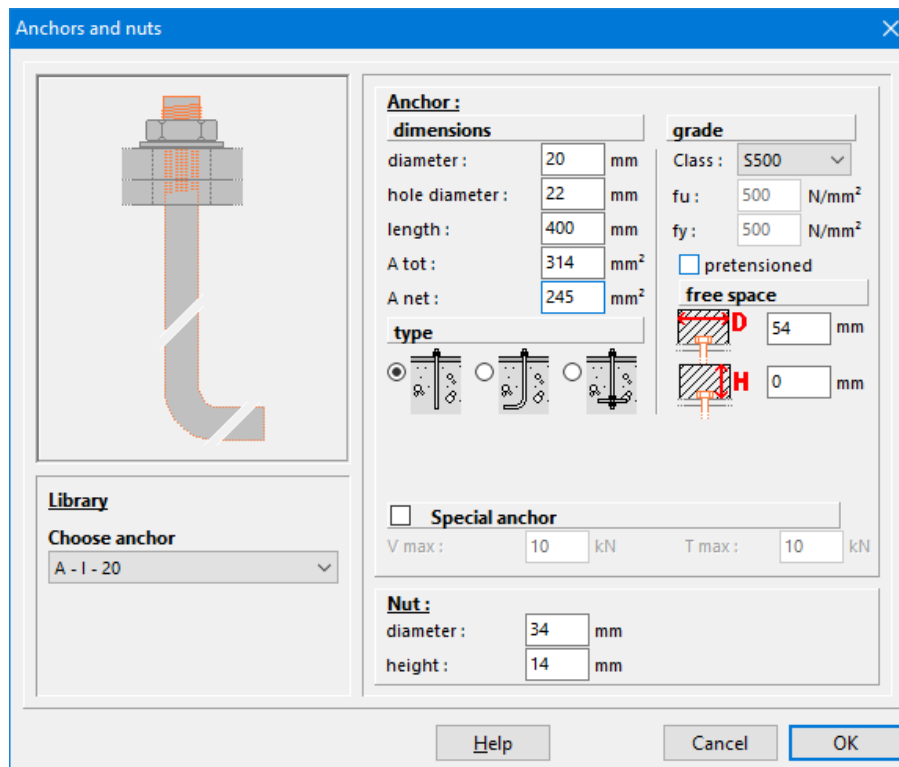 Anchors and nuts
Anchor :
dimensions
diameter : 20 mm
hole diameter : 22 mm
length : 400 mm
A tot : 314 mm²
A net : 245 mm²
type
grade
Class : S500
fu : 500 N/mm²
fy : 500 N/mm²
pretensioned
free space
D 54 mm
H 0 mm
Special anchor
V max : 10 kN T max : 10 kN
Library
Choose anchor
A - I - 20
Nut :
diameter : 34 mm
height : 14 mm
Help Cancel OK